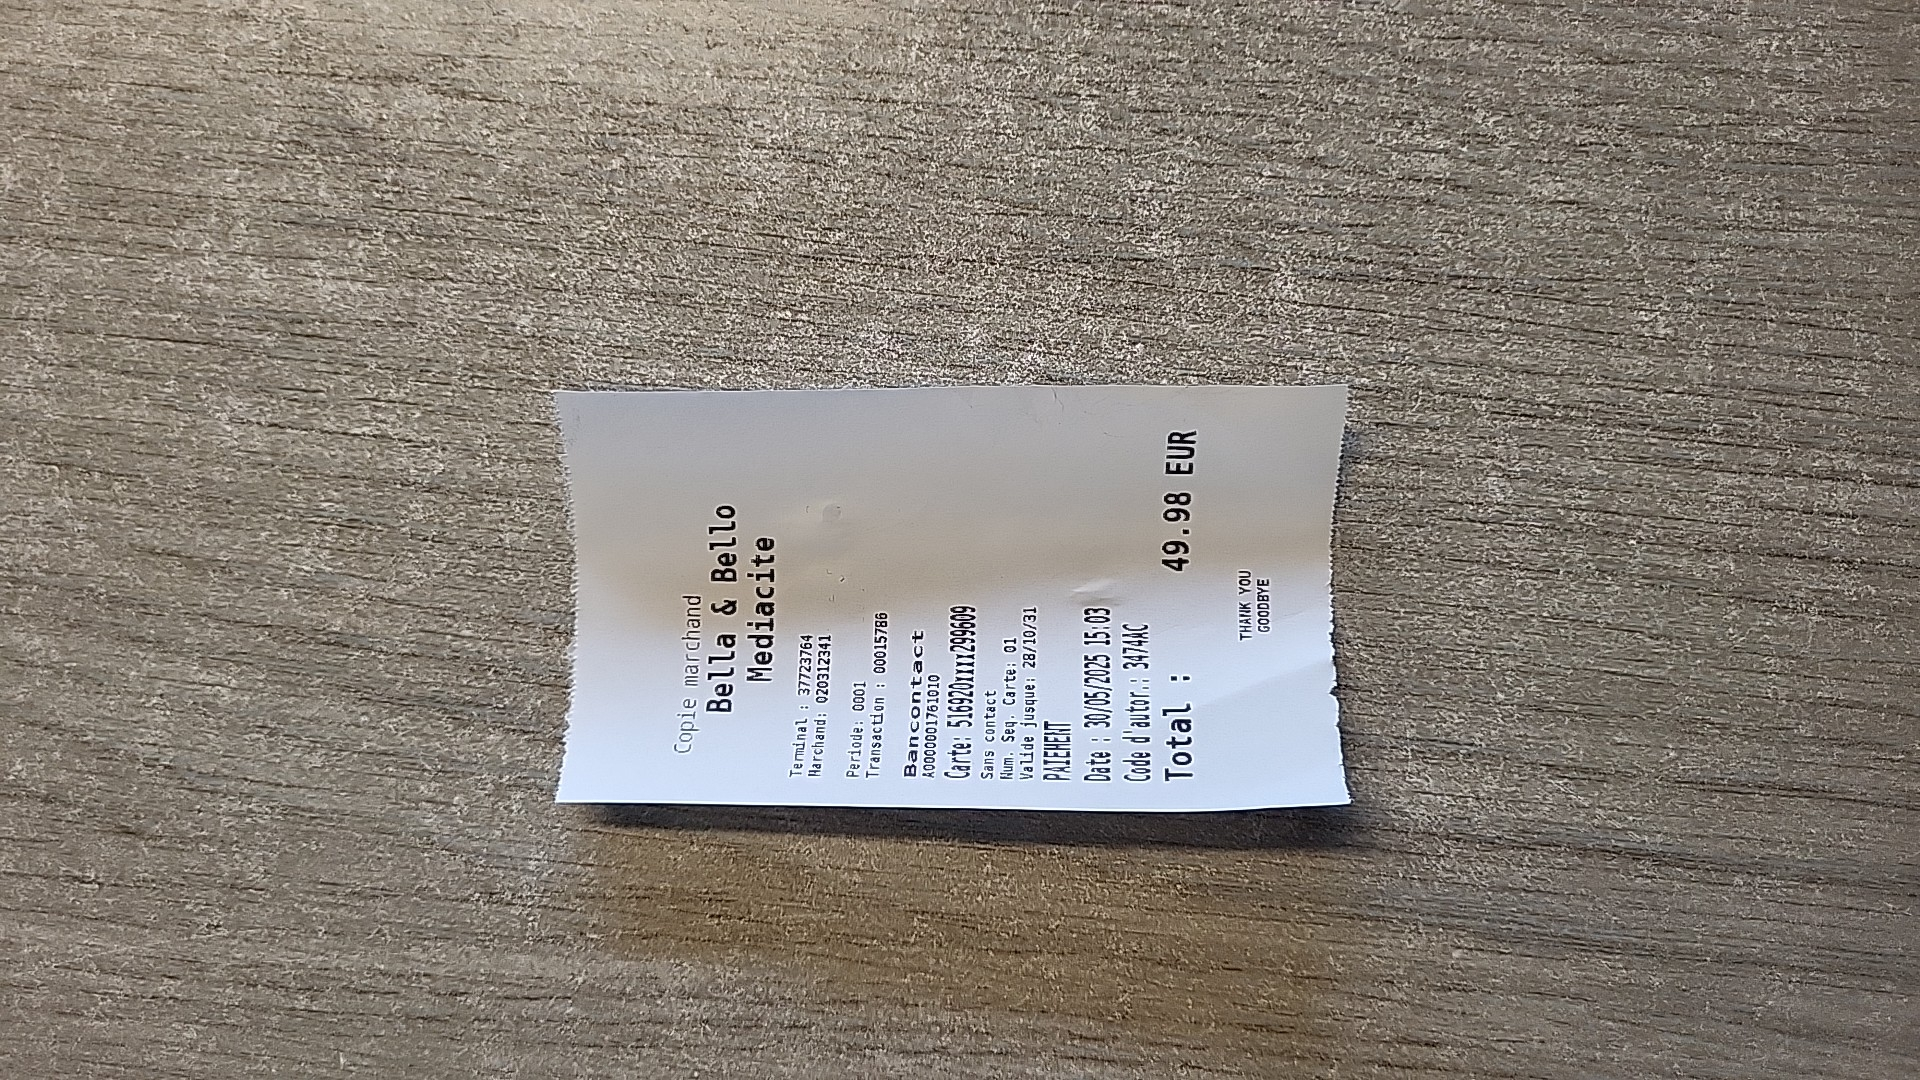 Copie marchand
Bella & Bello
Mediacite
Terminal : 37723764
Marchand: 020312341
Periode: 0001
Transaction : 00015786
Bancontact
A0000001761010
Carte: 516920xxxx299609
Sans contact
Num. Seq. Carte: 01
Valide jusque: 28/10/31
PAIEMENT
Date : 30/05/2025 15:03
Code d'autor.: 3474AC
Total : 49.98 EUR
THANK YOU
GOODBYE